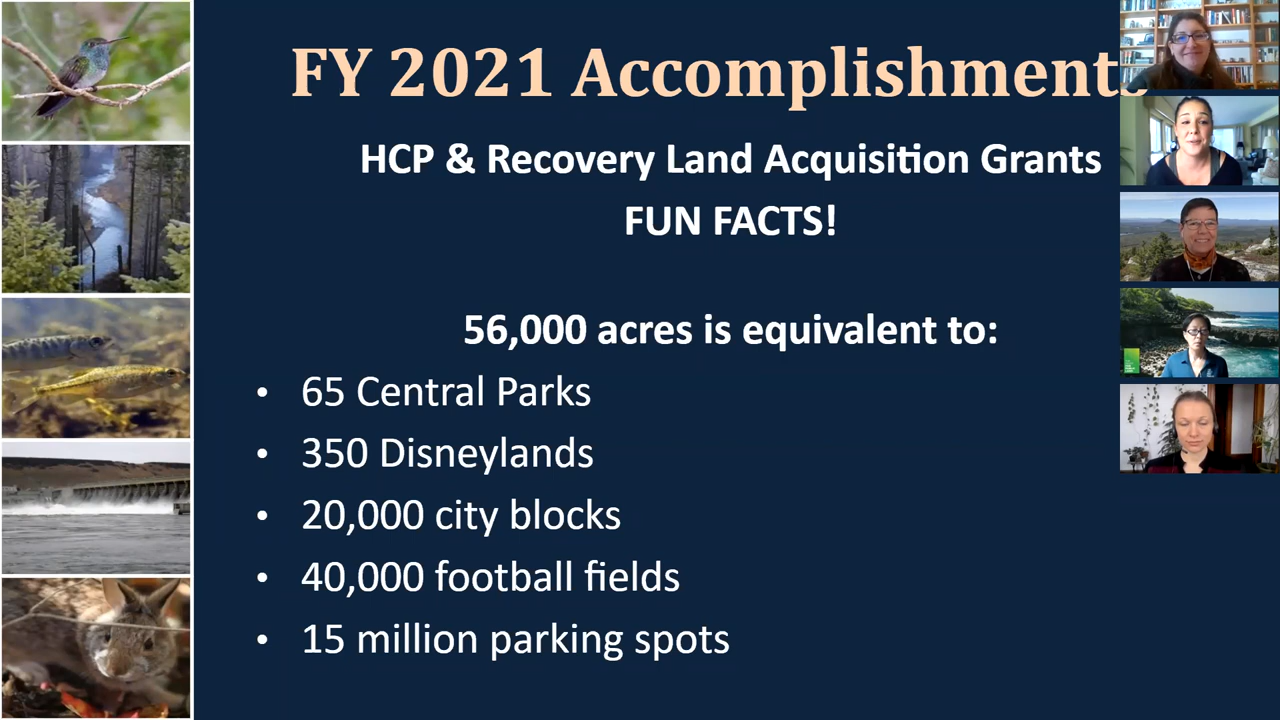 FY 2021 Accomplishments
HCP & Recovery Land Acquisition Grants
FUN FACTS!
56,000 acres is equivalent to:
• 65 Central Parks
• 350 Disneylands
• 20,000 city blocks
• 40,000 football fields
• 15 million parking spots